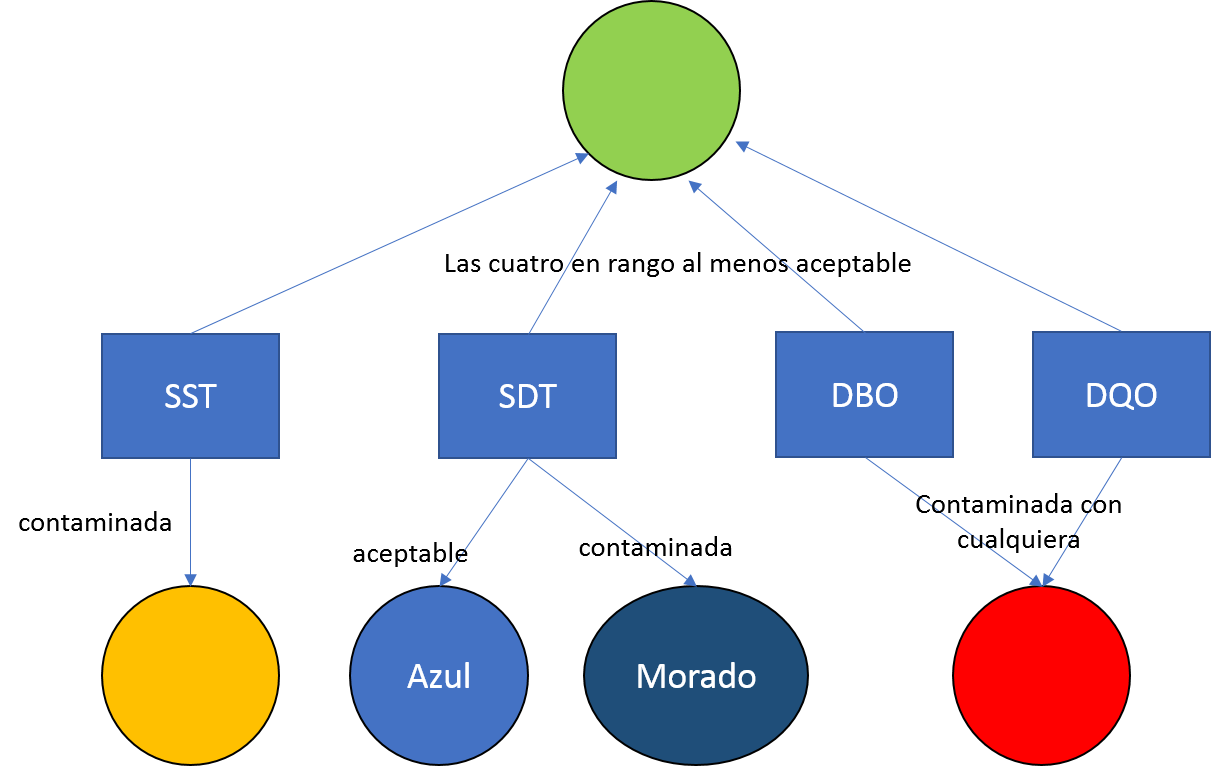 Las cuatro en rango al menos aceptable
SST
SDT
DBO
DQO
contaminada
aceptable
contaminada
Contaminada con
cualquiera
Azul
Morado